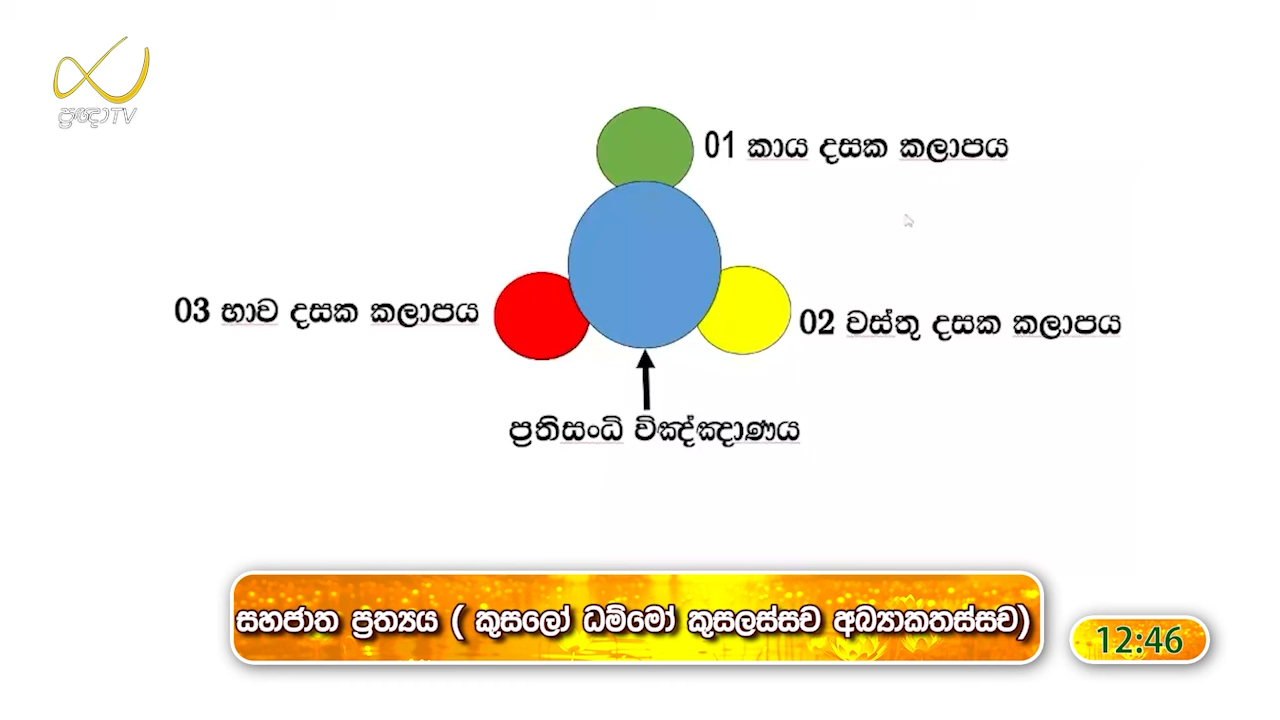 ප්‍රඥාTV
01 කාය දසක කලාපය
03 භාව දසක කලාපය
02 වස්තු දසක කලාපය
ප්‍රතිසංධි විඤ්ඤාණය
සහජාත ප්‍රත්‍යය ( කුසලෝ ධම්මෝ කුසලස්සච අබ්‍යාකතස්සච)
12:46